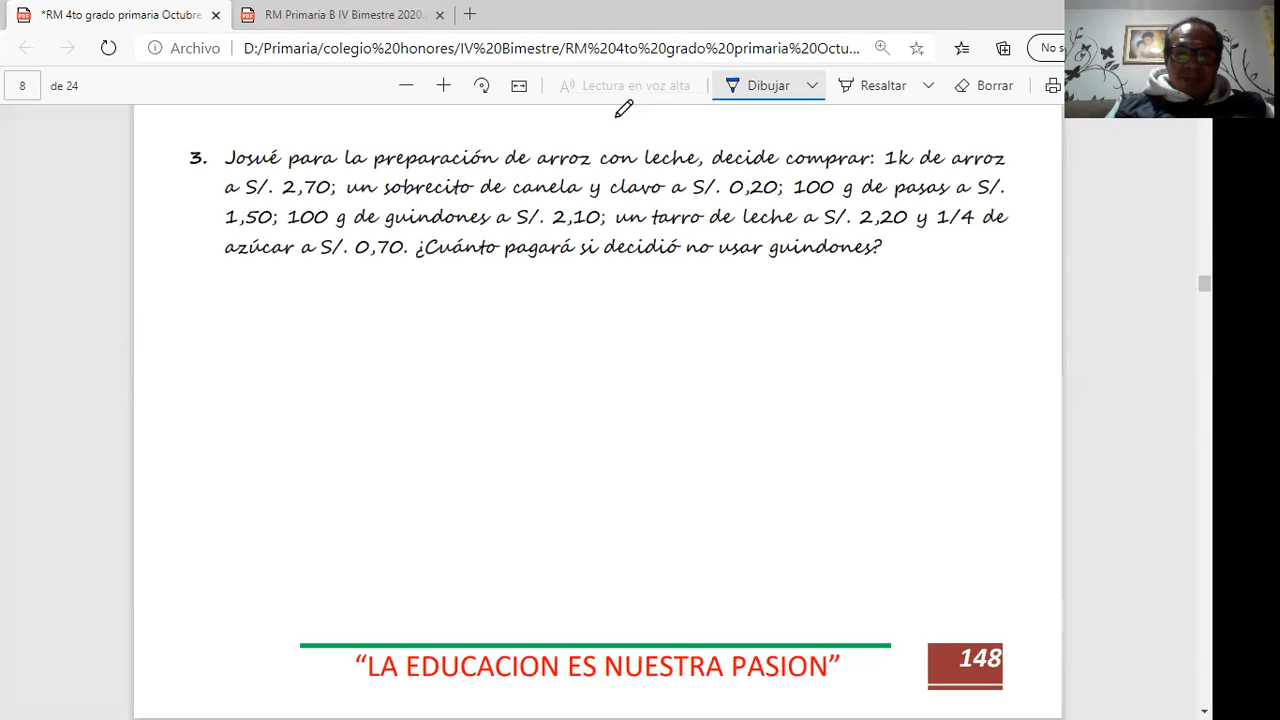 *RM 4to grado primaria Octubre
RM Primaria B IV Bimestre 2020.
Archivo
D:/Primaria/colegio%20honores/IV%20Bimestre/RM%204to%20grado%20primaria%20Octu...
No s
8 de 24
Lectura en voz alta
Dibujar
Resaltar
Borrar
3. Josué para la preparación de arroz con leche, decide comprar: 1k de arroz
a S/. 2,70; un sobrecito de canela y clavo a S/. 0,20; 100 g de pasas a S/.
1,50; 100 g de guindones a S/. 2,10; un tarro de leche a S/. 2,20 y 1/4 de
azúcar a S/. 0,70. ¿Cuánto pagará si decidió no usar guindones?
“LA EDUCACION ES NUESTRA PASION”
148